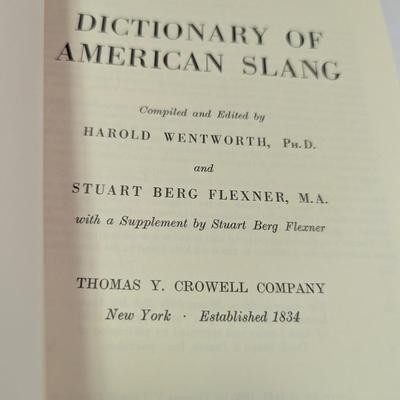 DICTIONARY OF
AMERICAN SLANG
Compiled and Edited by
HAROLD WENTWORTH, PH.D.
and
STUART BERG FLEXNER, M.A.
with a Supplement by Stuart Berg Flexner
THOMAS Y. CROWELL COMPANY
New York · Established 1834